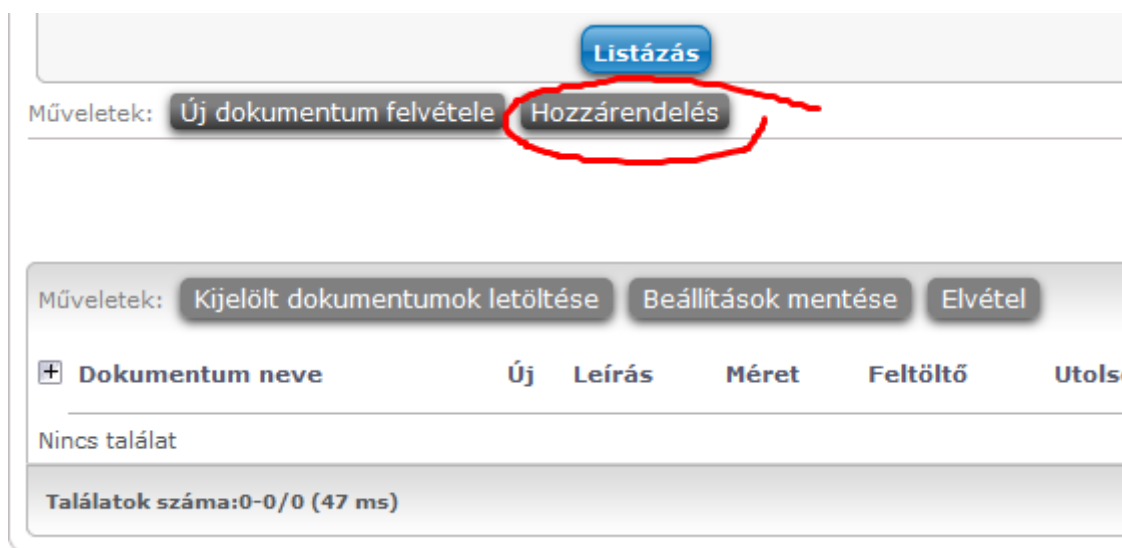 Listázás
Műveletek: Új dokumentum felvétele Hozzárendelés
Műveletek: Kijelölt dokumentumok letöltése Beállítások mentése Elvétel
Dokumentum neve Új Leírás Méret Feltöltő
Nincs találat
Találatok száma:0-0/0 (47 ms)